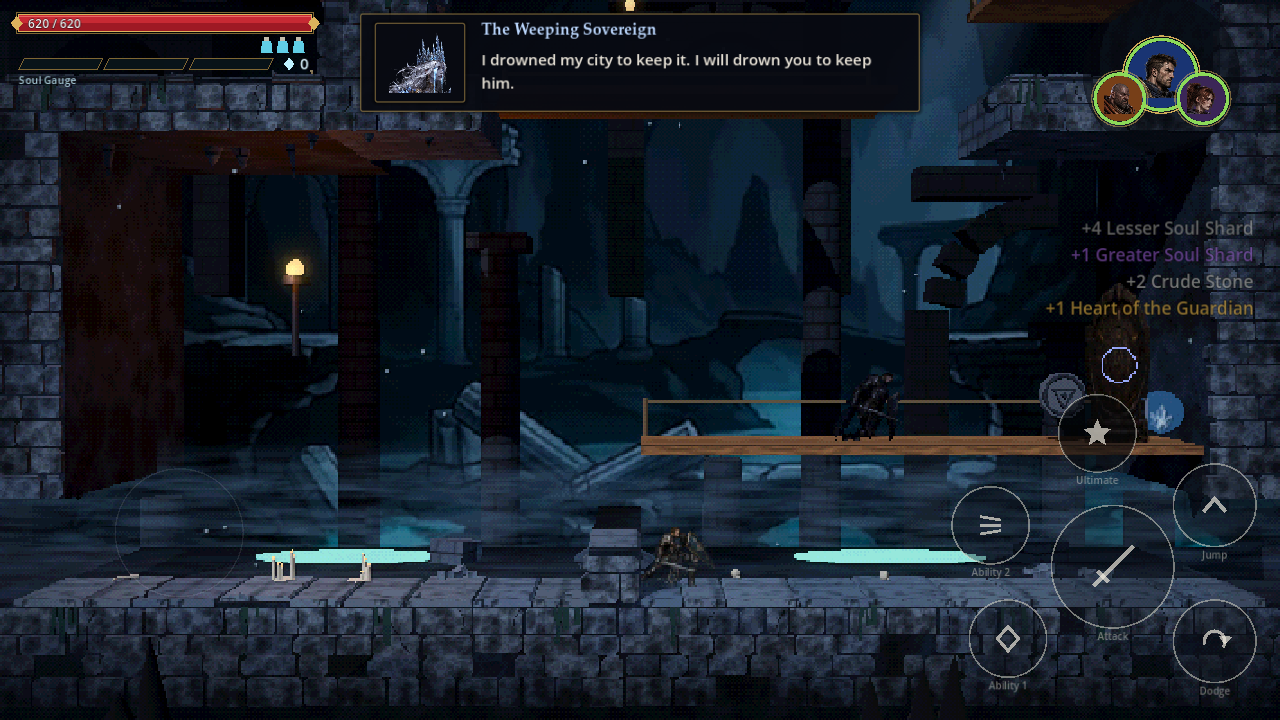 620 / 620
0
Soul Gauge
The Weeping Sovereign
I drowned my city to keep it. I will drown you to keep
him.
+4 Lesser Soul Shard
+1 Greater Soul Shard
+2 Crude Stone
+1 Heart of the Guardian
Ultimate
Jump
Ability 2
Attack
Ability 1
Dodge